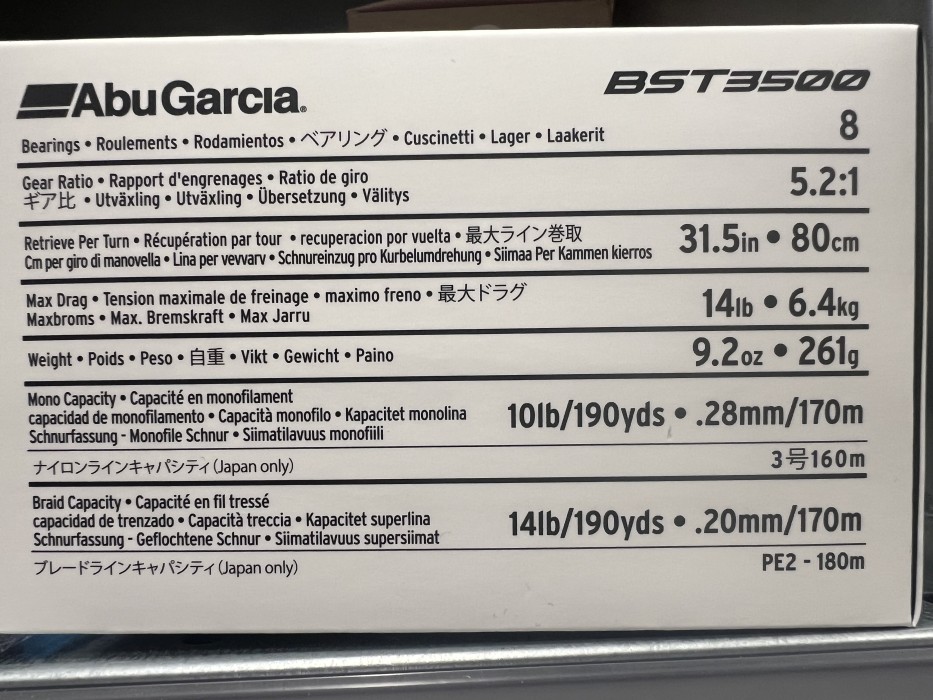 AbuGarcia®
BST3500
Bearings • Roulements • Rodamientos • ベアリング • Cuscinetti • Lager • Laakerit
8
Gear Ratio • Rapport d'engrenages • Ratio de giro
ギア比 • Utväxling • Utväxling • Übersetzung • Välitys
5.2:1
Retrieve Per Turn • Récupération par tour • recuperacion por vuelta • 最大ライン巻取
Cm per giro di manovella • Lina per vevvarv • Schnureinzug pro Kurbelumdrehung • Siimaa Per Kammen kierros
31.5in • 80cm
Max Drag • Tension maximale de freinage • maximo freno • 最大ドラグ
Maxbroms • Max. Bremskraft • Max Jarru
14lb • 6.4kg
Weight • Poids • Peso • 自重 • Vikt • Gewicht • Paino
9.2oz • 261g
Mono Capacity • Capacité en monofilament
capacidad de monofilamento • Capacità monofilo • Kapacitet monolina
Schnurfassung - Monofile Schnur • Siimatilavuus monofiili
10lb/190yds • .28mm/170m
ナイロンラインキャパシティ(Japan only)
3号160m
Braid Capacity • Capacité en fil tressé
capacidad de trenzado • Capacità treccia • Kapacitet superlina
Schnurfassung - Geflochtene Schnur • Siimatilavuus supersiimat
14lb/190yds • .20mm/170m
ブレードラインキャパシティ(Japan only)
PE2 - 180m